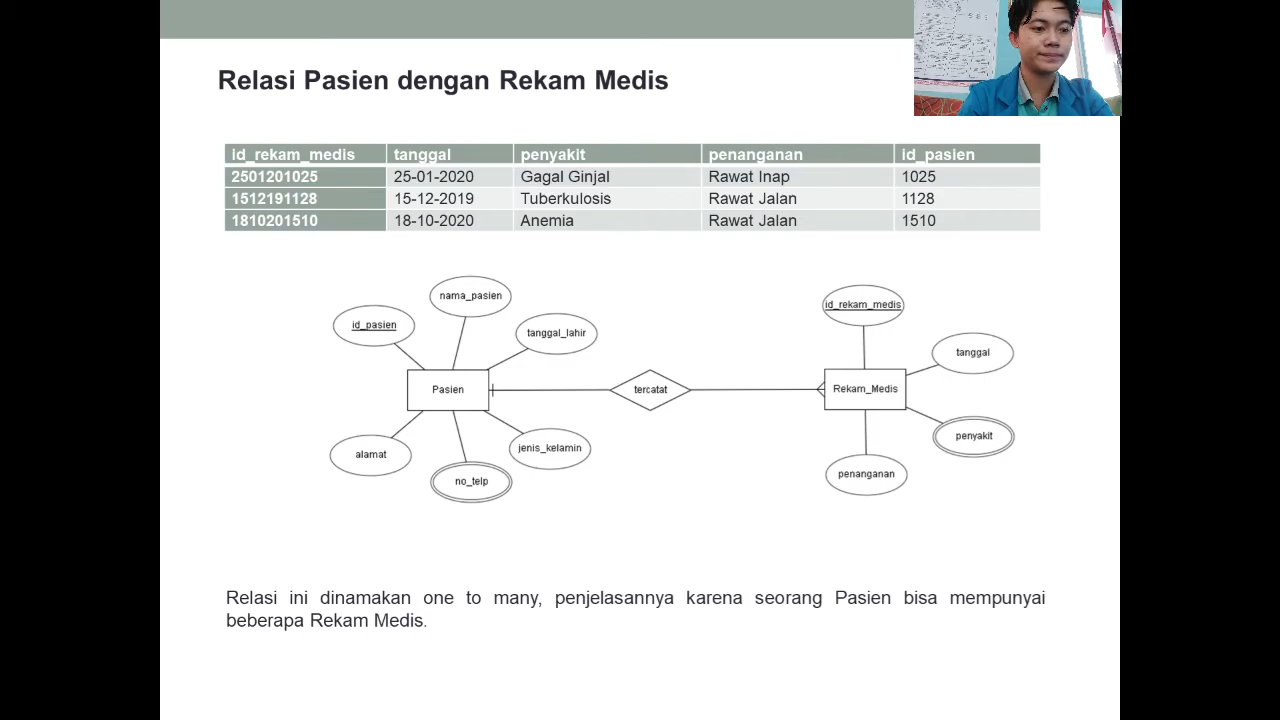 Relasi Pasien dengan Rekam Medis
id_rekam_medis tanggal penyakit penanganan id_pasien
2501201025 25-01-2020 Gagal Ginjal Rawat Inap 1025
1512191128 15-12-2019 Tuberkulosis Rawat Jalan 1128
1810201510 18-10-2020 Anemia Rawat Jalan 1510
nama_pasien
id_pasien
tanggal_lahir
Pasien
alamat
no_telp
jenis_kelamin
tercatat
id_rekam_medis
tanggal
Rekam_Medis
penyakit
penanganan
Relasi ini dinamakan one to many, penjelasannya karena seorang Pasien bisa mempunyai
beberapa Rekam Medis.